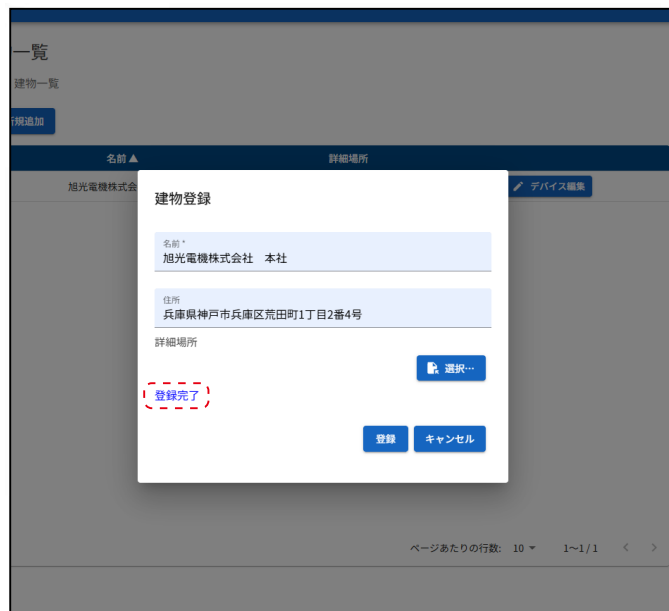 一覧
建物一覧
規追加
名前▲
詳細場所
旭光電機株式会
デバイス編集
建物登録
名前 *
旭光電機株式会社　本社
住所
兵庫県神戸市兵庫区荒田町1丁目2番4号
詳細場所
選択…
登録完了
登録
キャンセル
ページあたりの行数: 10
1～1 / 1